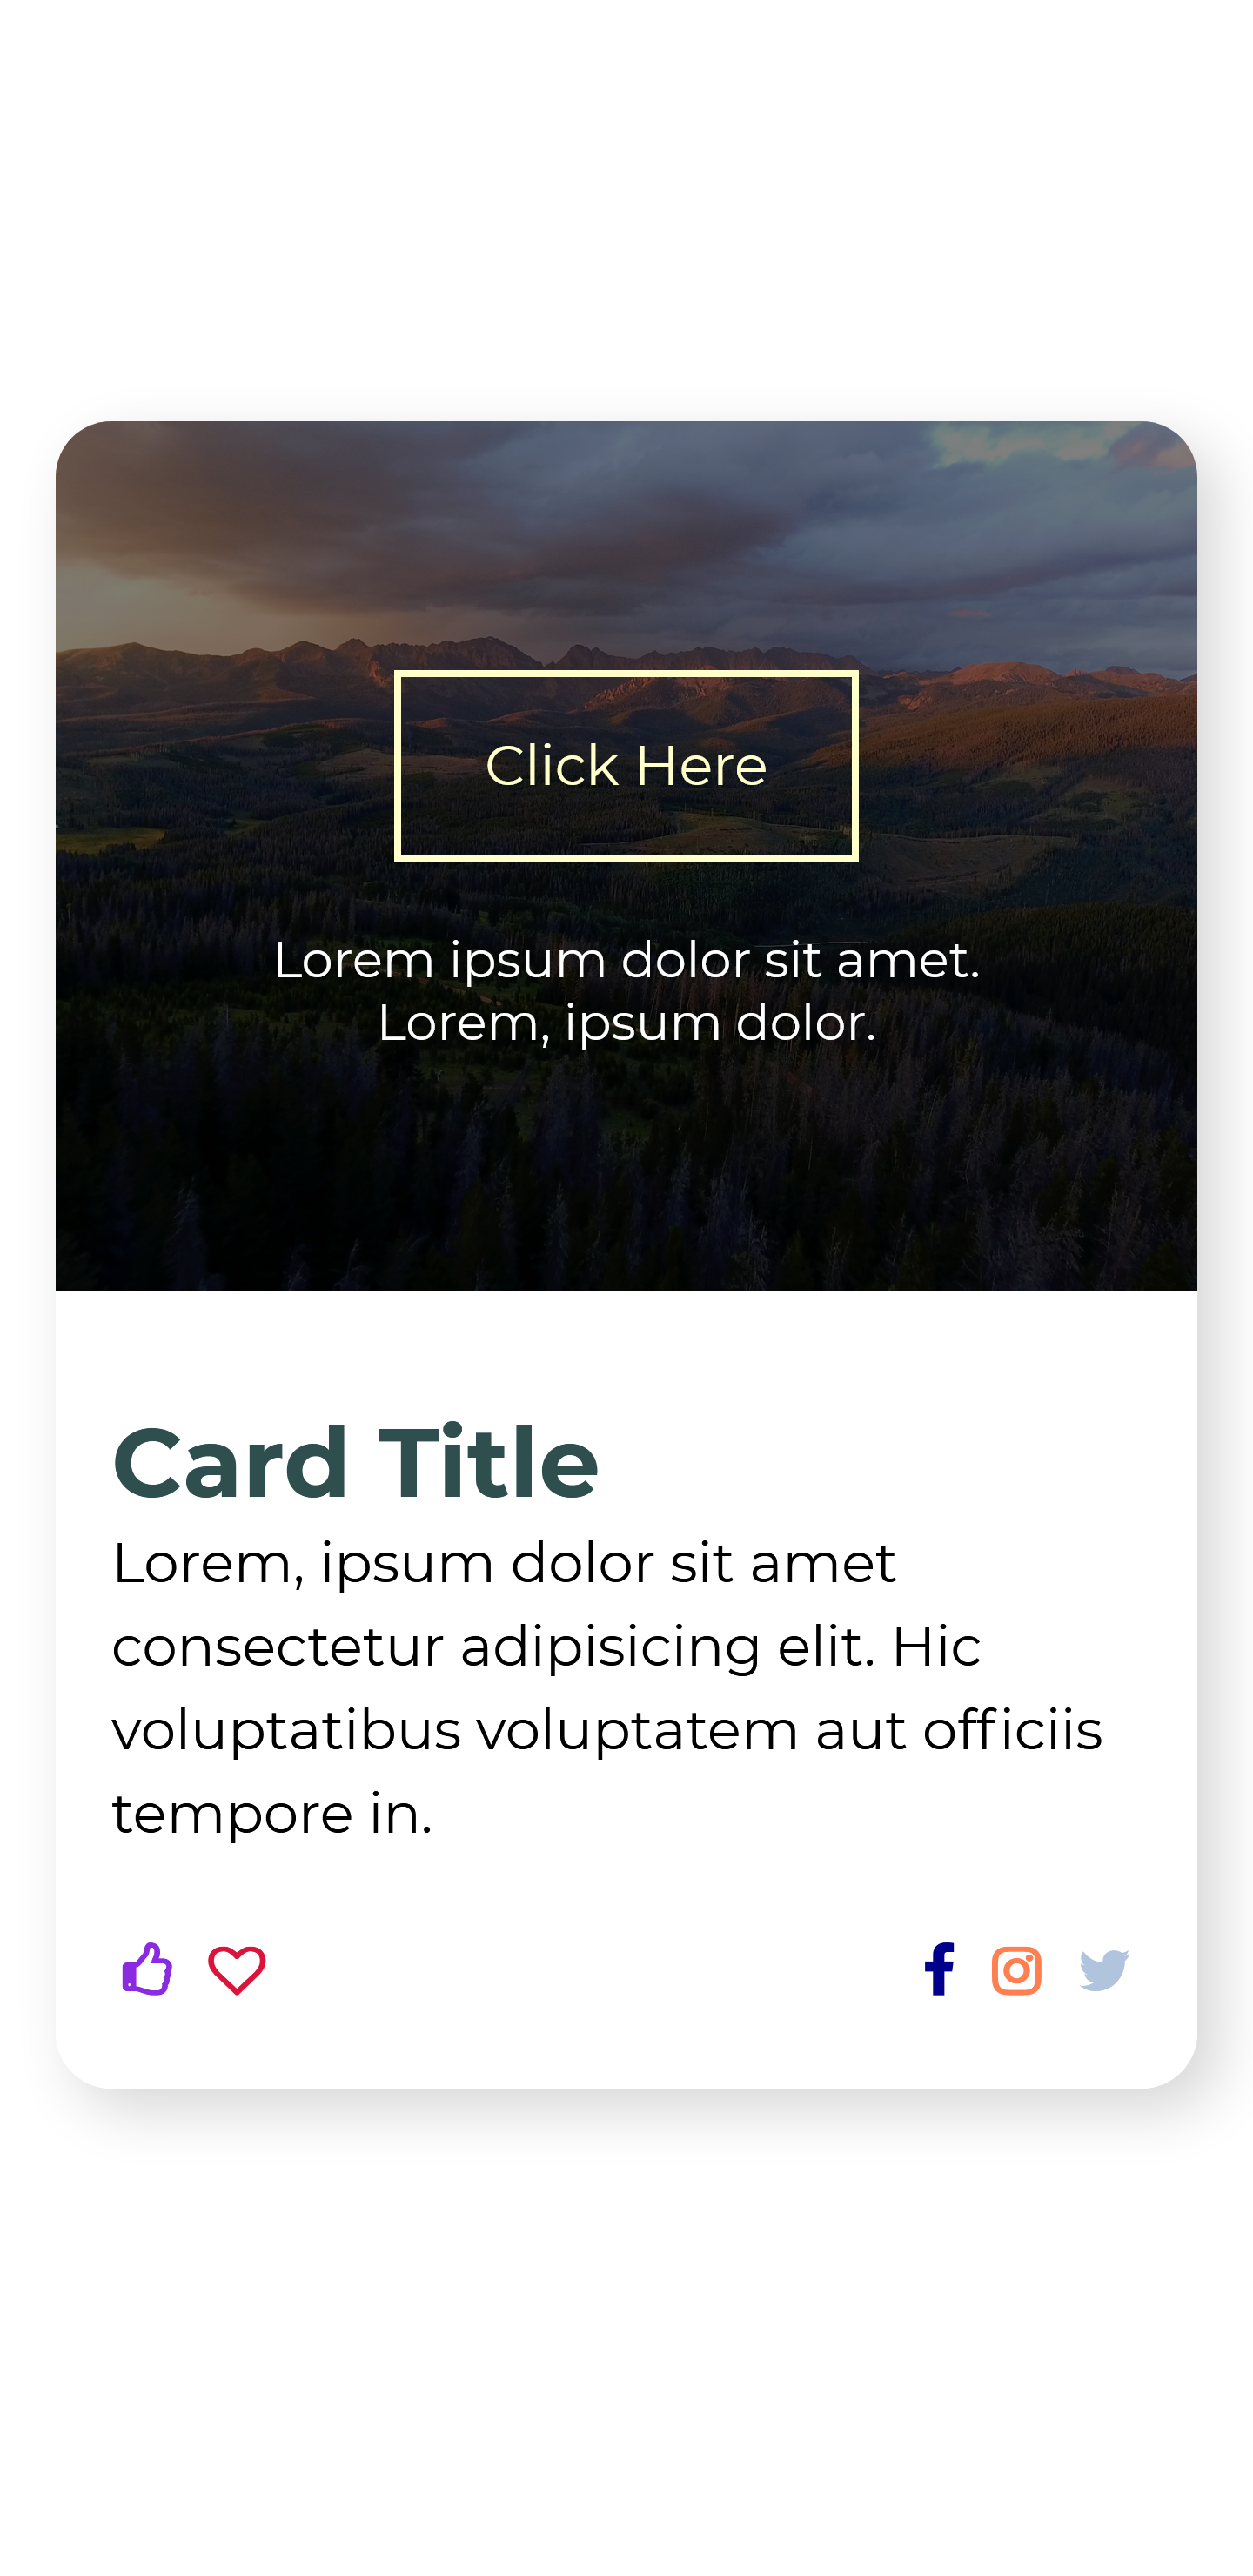 Click Here
Lorem ipsum dolor sit amet.
Lorem, ipsum dolor.
Card Title
Lorem, ipsum dolor sit amet
consectetur adipisicing elit. Hic
voluptatibus voluptatem aut officiis
tempore in.